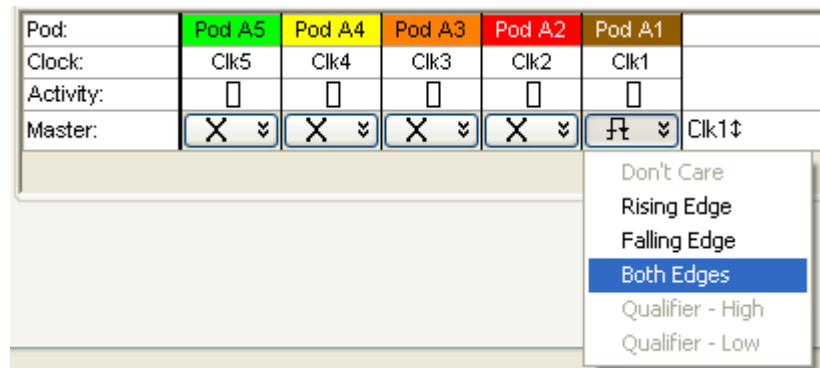 Pod: Pod A5 Pod A4 Pod A3 Pod A2 Pod A1
Clock: Clk5 Clk4 Clk3 Clk2 Clk1
Activity:
Master: X X X X Clk1↕
Don't Care
Rising Edge
Falling Edge
Both Edges
Qualifier - High
Qualifier - Low